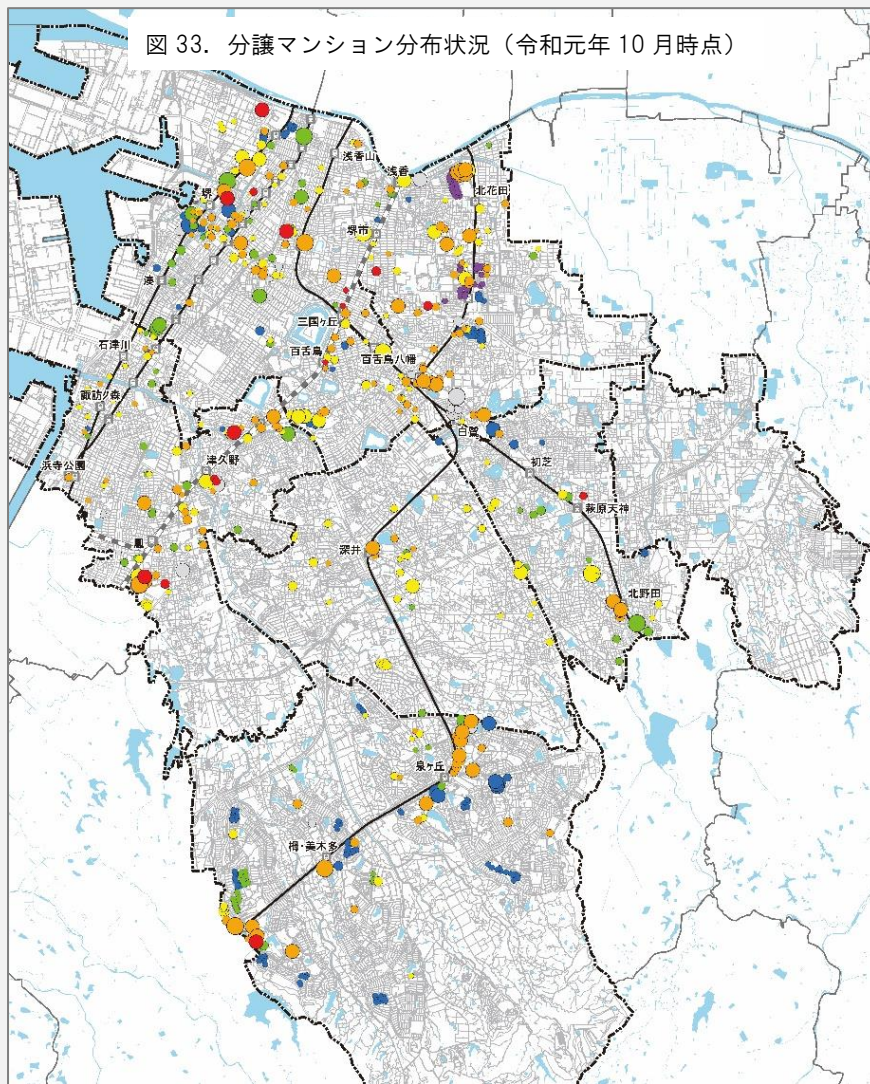 図 33．分譲マンション分布状況（令和元年 10 月時点）
浅香山
浅香
北花田
堺
堺市
湊
三国ヶ丘
石津川
百舌鳥
百舌鳥八幡
諏訪ノ森
白鷺
津久野
浜寺公園
初芝
萩原天神
鳳
深井
北野田
泉ヶ丘
栂・美木多